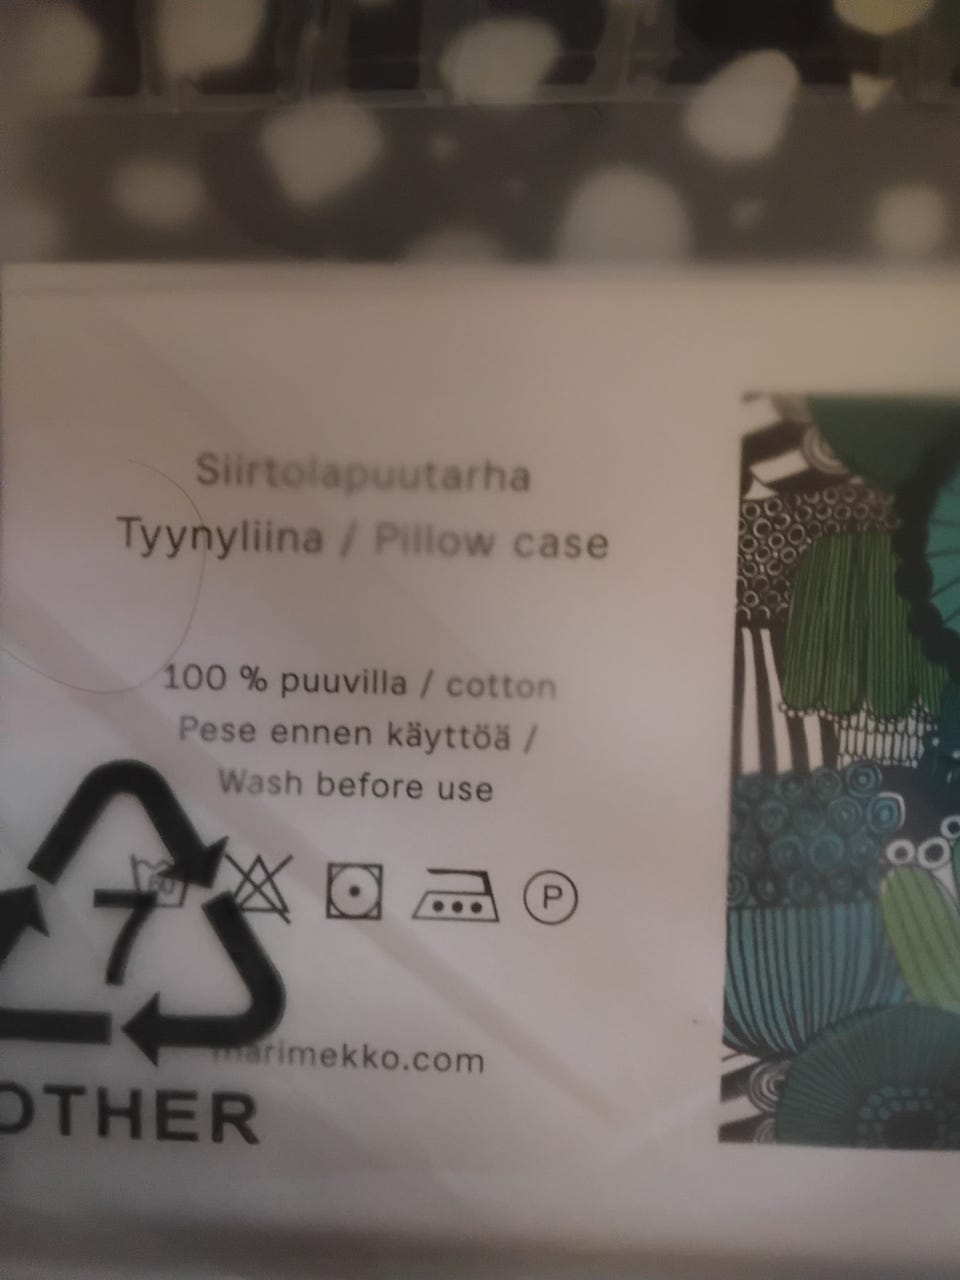 Siirtolapuutarha
Tyynyliina / Pillow case
100 % puuvilla / cotton
Pese ennen käyttöä /
Wash before use
60
P
7
marimekko.com
OTHER